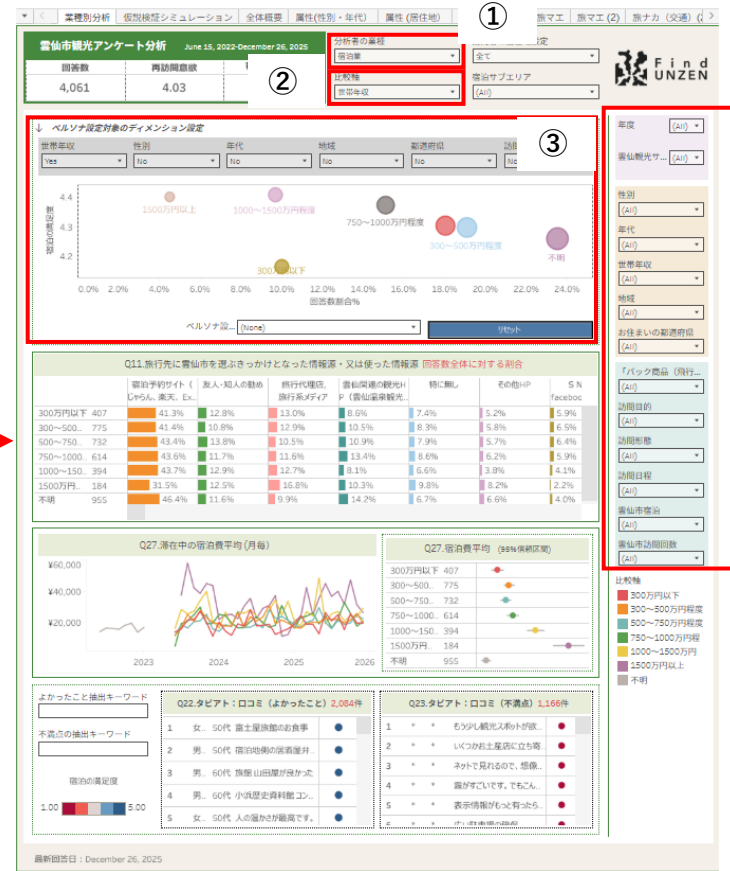 業種別分析 仮説検証シミュレーション 全体概要 属性(性別・年代) 属性 (居住地) 旅マエ 旅マエ (2) 旅ナカ (交通)
①
雲仙市観光アンケート分析 June 15, 2022-December 26, 2025
回答数 再訪問意欲
4,061 4.03
②
分析者の業種
宿泊業
比較軸
世帯年収
全て
宿泊サブエリア
(All)
Find
UNZEN
↓ ペルソナ設定対象のディメンション設定
③
世帯年収 性別 年代 地域 都道府県
Yes No No No No No
宿泊の満足度
4.4
4.3
4.2
1500万円以上
1000～1500万円程度
750～1000万円程度
300～500万円程度
不明
0.0% 2.0% 4.0% 6.0% 8.0% 10.0% 12.0% 14.0% 16.0% 18.0% 20.0% 22.0% 24.0%
回答数割合%
ペルソナ設... (None)
リセット
Q11.旅行先に雲仙市を選ぶきっかけとなった情報源・又は使った情報源 回答数全体に対する割合
宿泊予約サイト（じゃらん、楽天、Ex.. 友人・知人の勧め 旅行代理店、旅行系メディア 雲仙関連の観光HP（雲仙温泉観光.. 特に無し その他HP SNfaceboc
300万円以下 407 41.3% 12.8% 13.0% 8.6% 7.4% 5.2% 5.9%
300～500.. 775 41.4% 10.8% 12.9% 10.5% 8.3% 5.8% 6.5%
500～750.. 732 43.4% 13.8% 10.5% 10.9% 7.9% 5.7% 6.4%
750～1000.. 614 43.6% 11.7% 11.6% 13.4% 8.6% 6.2% 5.9%
1000～150.. 394 43.7% 12.9% 12.7% 8.1% 6.6% 3.8% 4.1%
1500万円.. 184 31.5% 12.5% 16.8% 10.3% 9.8% 8.2% 2.2%
不明 955 46.4% 11.6% 9.9% 14.2% 6.7% 6.6% 4.0%
Q27.滞在中の宿泊費平均 (月毎)
¥60,000
¥40,000
¥20,000
2023 2024 2025 2026
Q27.宿泊費平均 (95%信頼区間)
300万円以下 407
300～500.. 775
500～750.. 732
750～1000.. 614
1000～150.. 394
1500万円.. 184
不明 955
よかったこと抽出キーワード
不満点の抽出キーワード
宿泊の満足度
1.00 5.00
Q22.タビアト：口コミ（よかったこと）2,084件
1 女.. 50代 富士屋旅館のお食事
2 男.. 50代 宿泊地側の居酒屋弁..
3 男.. 60代 旅館 山田屋が良かった
4 男.. 60代 小浜歴史資料館 コン..
5 女.. 50代 人の温かさが最高です。
Q23.タビアト：口コミ（不満点）1,166件
1 * * もう少し観光スポットが欲..
2 * * いくつかお土産店に立ち寄..
3 * * ネットで見れるので、想像..
4 * * 霧がすごいです。でもこん..
5 * * 表示情報がもっと有ったら..
年度 (All)
雲仙観光サ... (All)
性別
(All)
年代
(All)
世帯年収
(All)
地域
(All)
お住まいの都道府県
(All)
「パック商品（飛行...
(All)
訪問目的
(All)
訪問形態
(All)
訪問日程
(All)
雲仙市宿泊
(All)
雲仙市訪問回数
(All)
比較軸
300万円以下
300～500万円程度
500～750万円程度
750～1000万円程
1000～1500万円
1500万円以上
不明
最新回答日：December 26, 2025